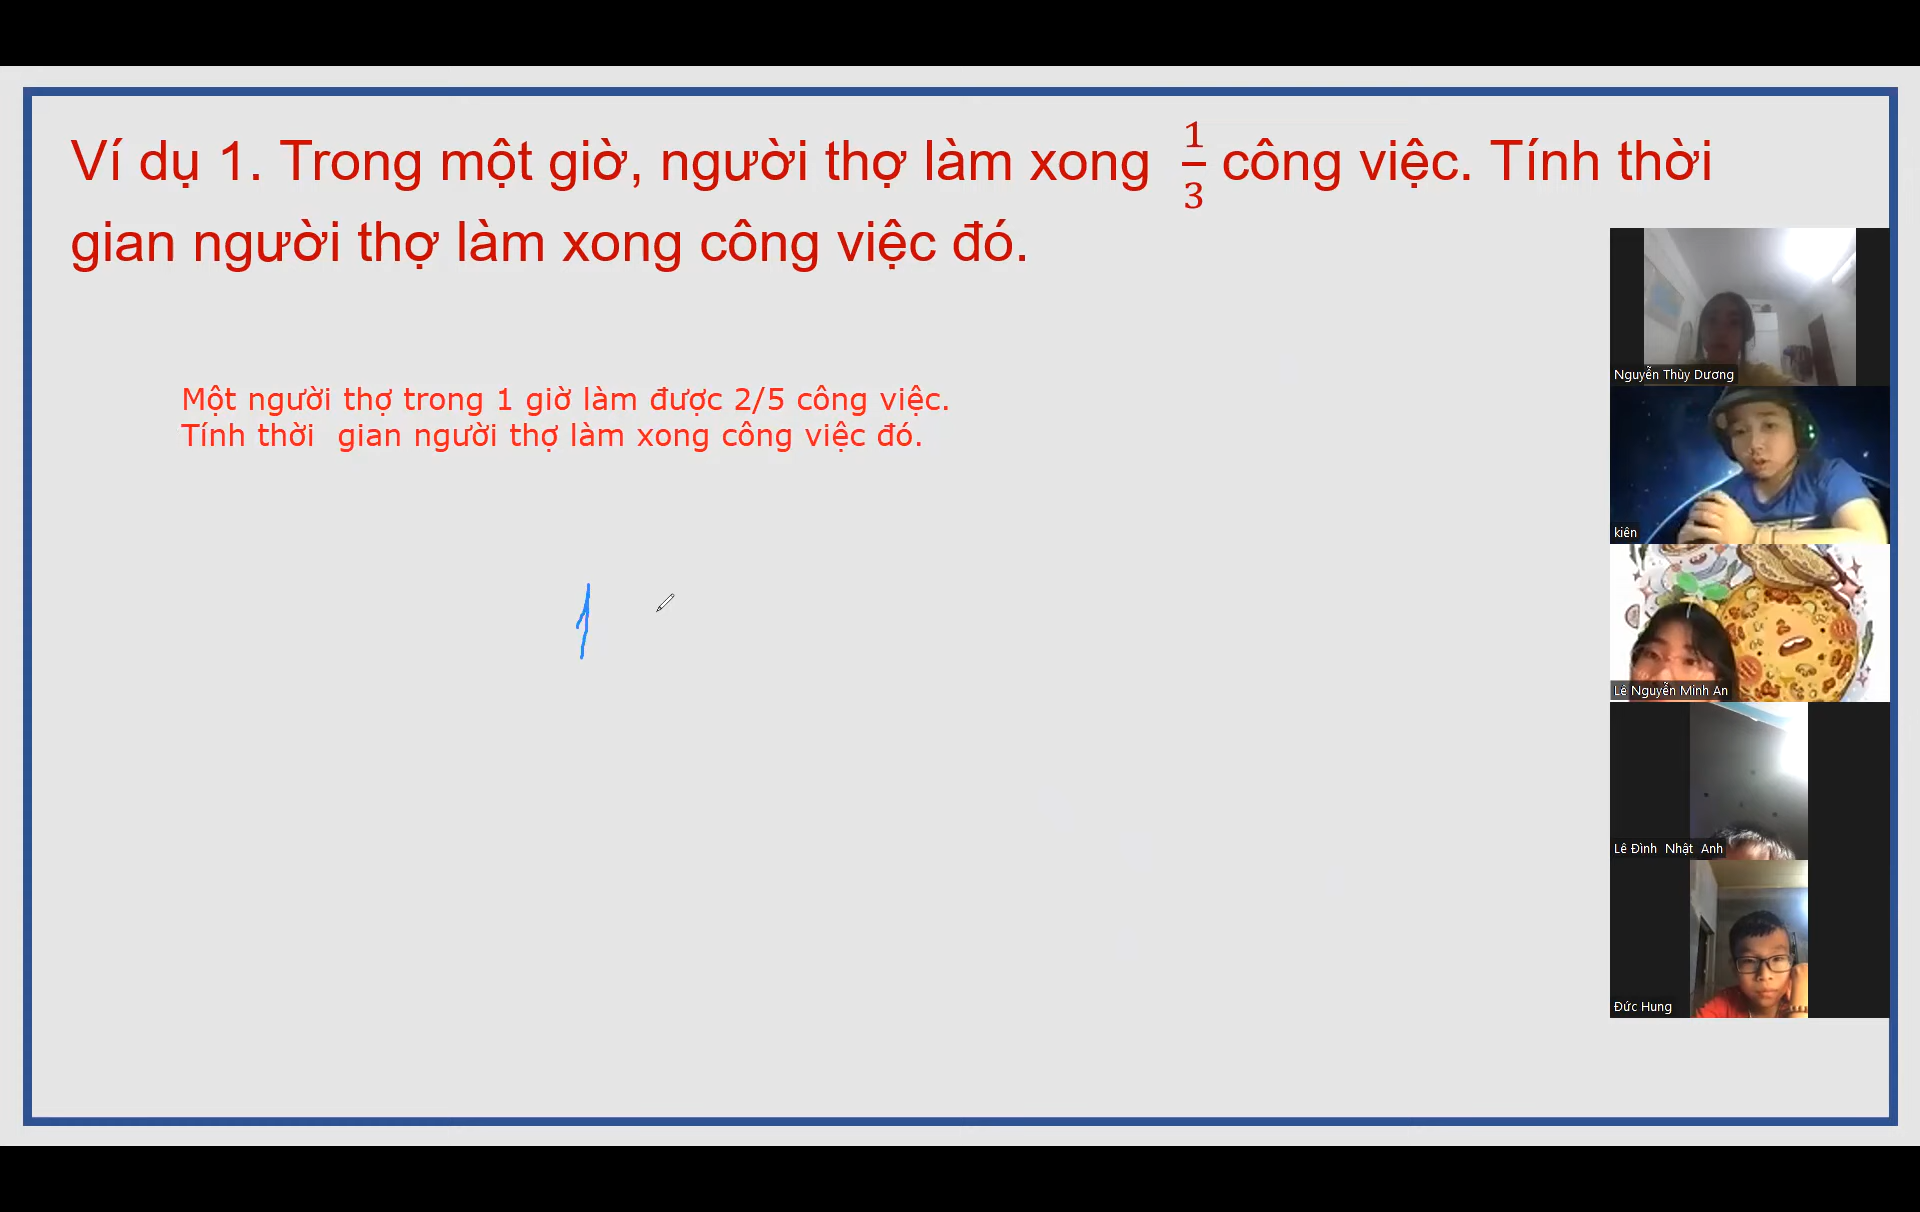 Ví dụ 1. Trong một giờ, người thợ làm xong 1/3 công việc. Tính thời
gian người thợ làm xong công việc đó.
Một người thợ trong 1 giờ làm được 2/5 công việc.
Tính thời gian người thợ làm xong công việc đó.
1
Nguyễn Thùy Dương
kiên
Lê Nguyễn Minh An
Lê Đình Nhật Anh
Đức Hung